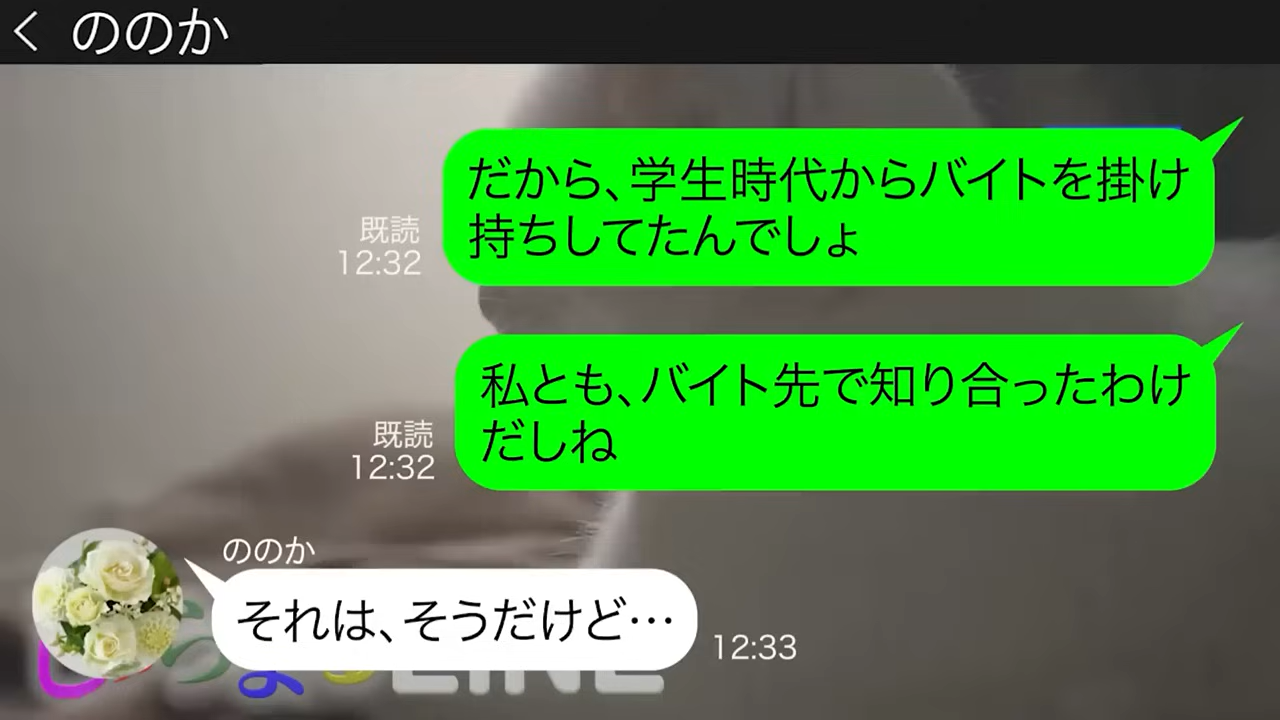 ののか
だから、学生時代からバイトを掛け
持ちしてたんでしょ
既読
12:32
私とも、バイト先で知り合ったわけ
だしね
既読
12:32
ののか
それは、そうだけど…
12:33